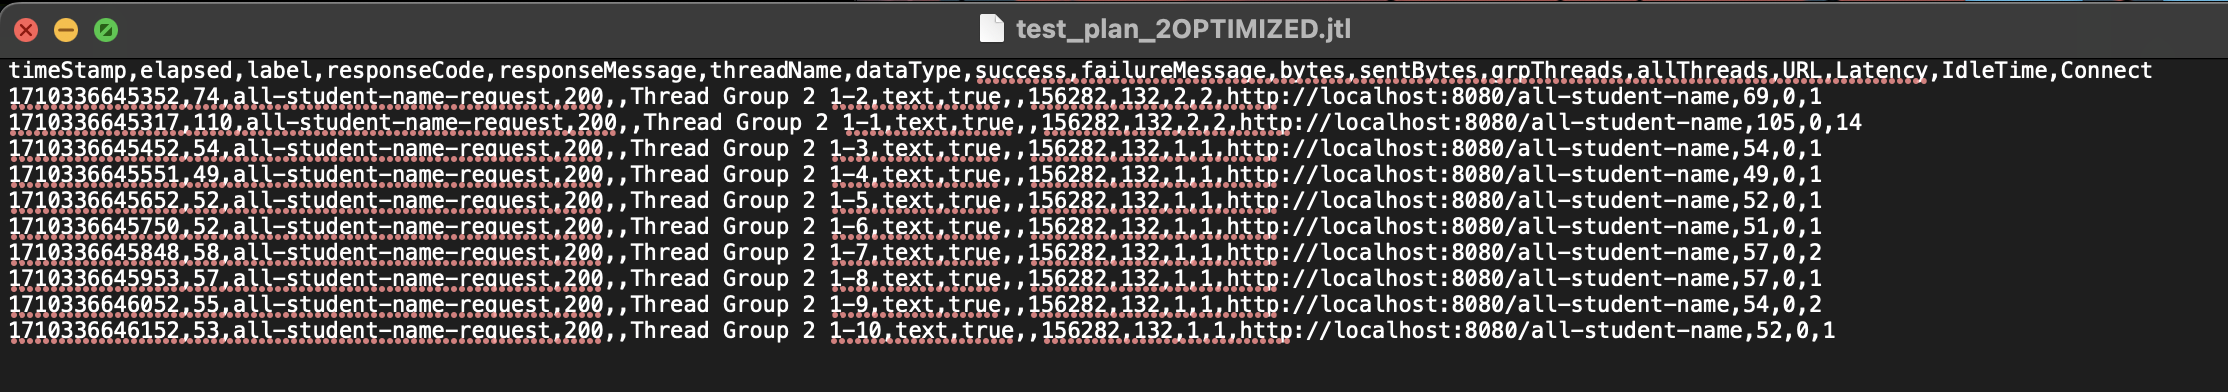 test_plan_2OPTIMIZED.jtl
timeStamp,elapsed,label,responseCode,responseMessage,threadName,dataType,success,failureMessage,bytes,sentBytes,grpThreads,allThreads,URL,Latency,IdleTime,Connect
1710336645352,74,all-student-name-request,200,,Thread Group 2 1-2,text,true,,156282,132,2,2,http://localhost:8080/all-student-name,69,0,1
1710336645317,110,all-student-name-request,200,,Thread Group 2 1-1,text,true,,156282,132,2,2,http://localhost:8080/all-student-name,105,0,14
1710336645452,54,all-student-name-request,200,,Thread Group 2 1-3,text,true,,156282,132,1,1,http://localhost:8080/all-student-name,54,0,1
1710336645551,49,all-student-name-request,200,,Thread Group 2 1-4,text,true,,156282,132,1,1,http://localhost:8080/all-student-name,49,0,1
1710336645652,52,all-student-name-request,200,,Thread Group 2 1-5,text,true,,156282,132,1,1,http://localhost:8080/all-student-name,52,0,1
1710336645750,52,all-student-name-request,200,,Thread Group 2 1-6,text,true,,156282,132,1,1,http://localhost:8080/all-student-name,51,0,1
1710336645848,58,all-student-name-request,200,,Thread Group 2 1-7,text,true,,156282,132,1,1,http://localhost:8080/all-student-name,57,0,2
1710336645953,57,all-student-name-request,200,,Thread Group 2 1-8,text,true,,156282,132,1,1,http://localhost:8080/all-student-name,57,0,1
1710336646052,55,all-student-name-request,200,,Thread Group 2 1-9,text,true,,156282,132,1,1,http://localhost:8080/all-student-name,54,0,2
1710336646152,53,all-student-name-request,200,,Thread Group 2 1-10,text,true,,156282,132,1,1,http://localhost:8080/all-student-name,52,0,1